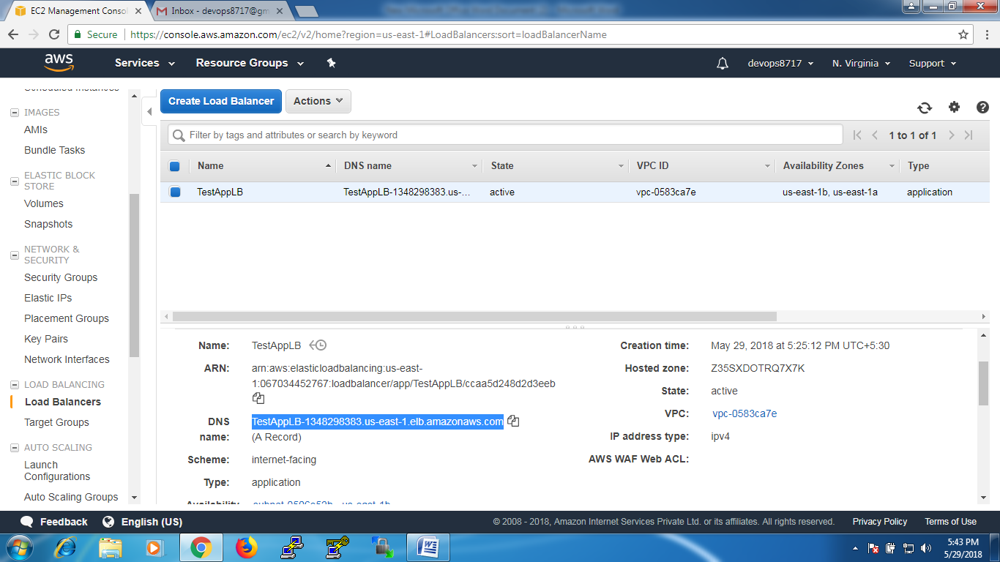 EC2 Management Consol
Inbox - devops8717@gm
Secure
https://console.aws.amazon.com/ec2/v2/home?region=us-east-1#LoadBalancers:sort=loadBalancerName
aws
Services
Resource Groups
devops8717
N. Virginia
Support
Scheduled Instances
IMAGES
AMIs
Bundle Tasks
ELASTIC BLOCK
STORE
Volumes
Snapshots
NETWORK &
SECURITY
Security Groups
Elastic IPs
Placement Groups
Key Pairs
Network Interfaces
LOAD BALANCING
Load Balancers
Target Groups
AUTO SCALING
Launch
Configurations
Auto Scaling Groups
Create Load Balancer
Actions
Filter by tags and attributes or search by keyword
1 to 1 of 1
Name DNS name State VPC ID Availability Zones Type
TestAppLB TestAppLB-1348298383.us-... active vpc-0583ca7e us-east-1b, us-east-1a application
Name: TestAppLB
ARN: arn:aws:elasticloadbalancing:us-east-
1:067034452767:loadbalancer/app/TestAppLB/ccaa5d248d2d3eeb
DNS TestAppLB-1348298383.us-east-1.elb.amazonaws.com
name: (A Record)
Scheme: internet-facing
Type: application
Availability us-east-1b
Creation time: May 29, 2018 at 5:25:12 PM UTC+5:30
Hosted zone: Z35SXDOTRQ7X7K
State: active
VPC: vpc-0583ca7e
IP address type: ipv4
AWS WAF Web ACL:
Feedback
English (US)
© 2008 - 2018, Amazon Internet Services Private Ltd. or its affiliates. All rights reserved.
Privacy Policy
Terms of Use
5:43 PM
5/29/2018